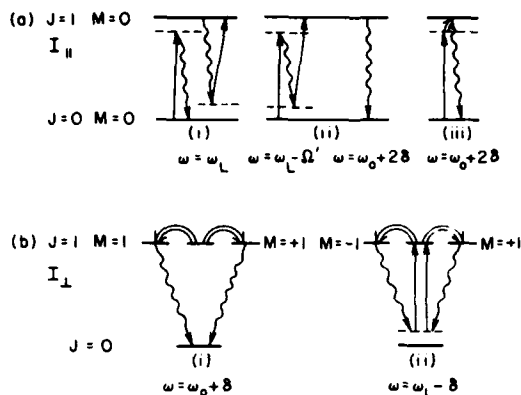 (a) J=1 M=0
I∥
J=0 M=0
(i) (ii) (iii)
ω=ω_L ω=ω_L-Ω' ω=ω_0+2δ ω=ω_0+2δ
(b) J=1 M=1 M=+1 M=-1 M=+1
I⊥
J=0
(i) (ii)
ω=ω_0+δ ω=ω_L-δ